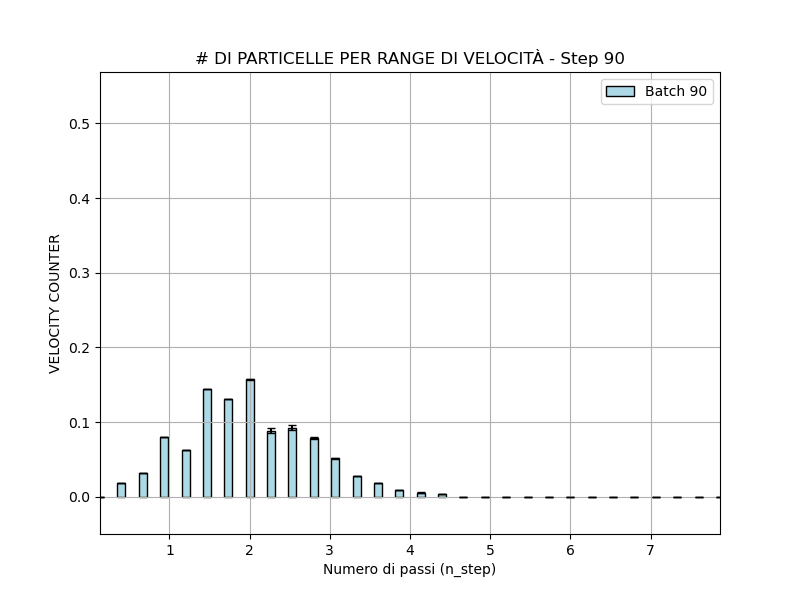 # DI PARTICELLE PER RANGE DI VELOCITÀ - Step 90
Batch 90
VELOCITY COUNTER
0.5
0.4
0.3
0.2
0.1
0.0
1 2 3 4 5 6 7
Numero di passi (n_step)